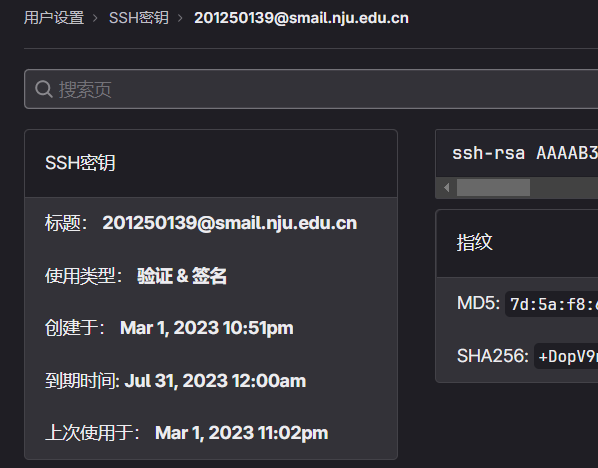 用户设置 > SSH密钥 > 201250139@smail.nju.edu.cn
搜索页
SSH密钥
标题： 201250139@smail.nju.edu.cn
使用类型： 验证 & 签名
创建于： Mar 1, 2023 10:51pm
到期时间: Jul 31, 2023 12:00am
上次使用于： Mar 1, 2023 11:02pm
ssh-rsa AAAAB3
指纹
MD5: 7d:5a:f8:
SHA256: +DopV9